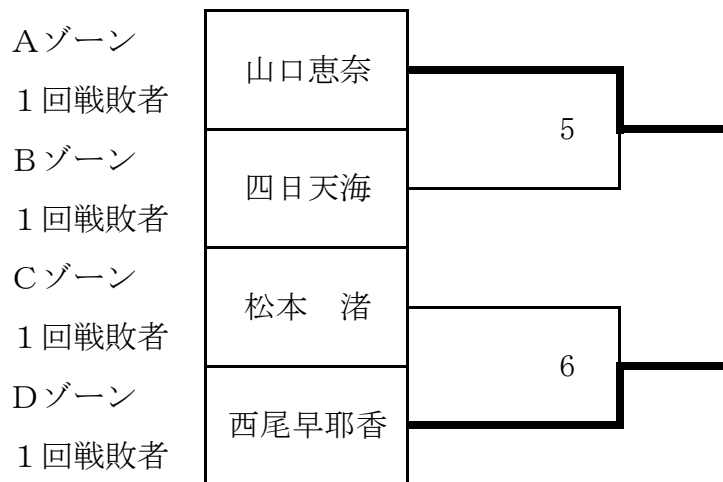 Aゾーン
1回戦敗者
山口恵奈
5
Bゾーン
1回戦敗者
四日天海
Cゾーン
1回戦敗者
松本　渚
6
Dゾーン
1回戦敗者
西尾早耶香